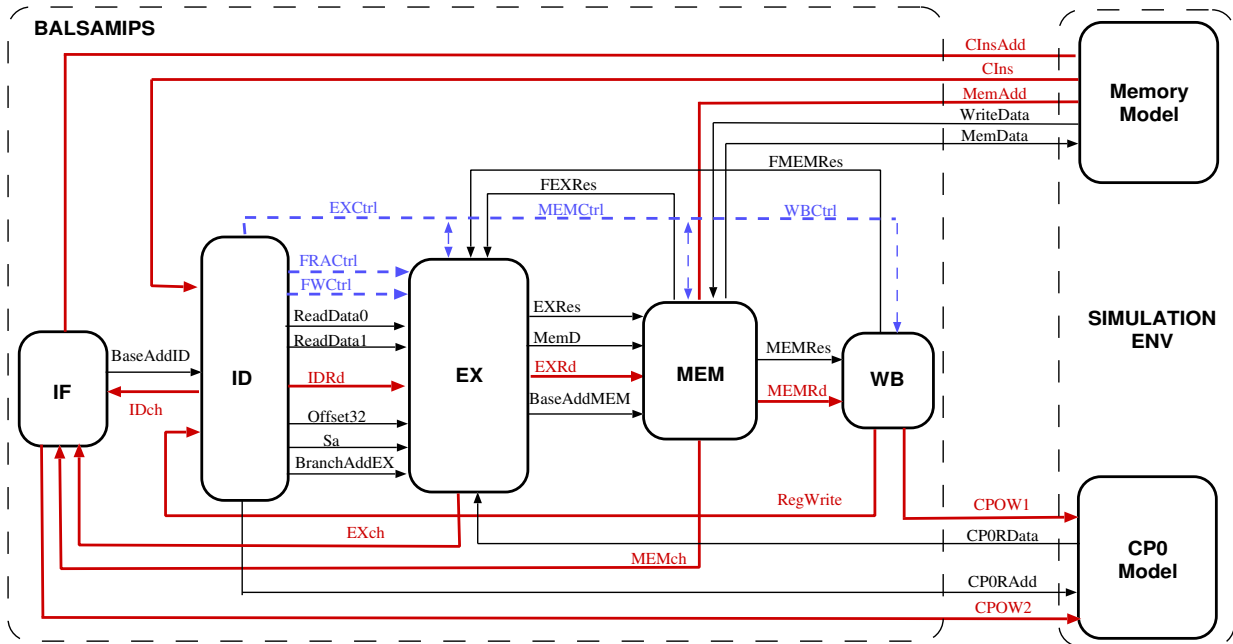 BALSAMIPS
CInsAdd
CIns
MemAdd
WriteData
MemData
Memory
Model
FMEMRes
FEXRes
EXCtrl
MEMCtrl
WBCtrl
FRACtrl
FWCtrl
ReadData0
ReadData1
EXRes
MemD
SIMULATION
ENV
BaseAddID
MEMRes
IF
ID
IDRd
EX
EXRd
MEM
MEMRd
WB
IDch
BaseAddMEM
Offset32
Sa
BranchAddEX
RegWrite
CPOW1
EXch
CP0RData
MEMch
CP0
Model
CP0RAdd
CPOW2